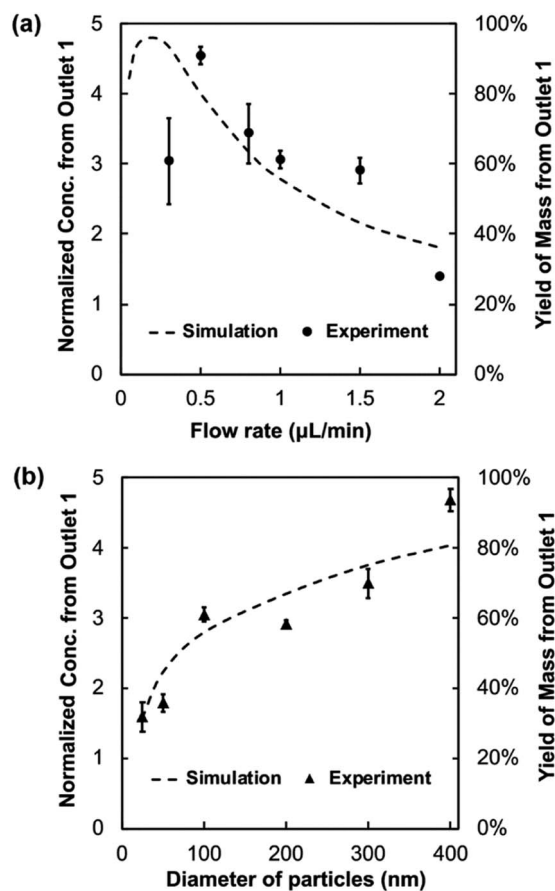 (a)
Normalized Conc. from Outlet 1
5
4
3
2
1
0
100%
80%
60%
40%
20%
0%
Yield of Mass from Outlet 1
Simulation
Experiment
0
0.5
1
1.5
2
Flow rate (µL/min)
(b)
Normalized Conc. from Outlet 1
5
4
3
2
1
0
100%
80%
60%
40%
20%
0%
Yield of Mass from Outlet 1
Simulation
Experiment
0
100
200
300
400
Diameter of particles (nm)